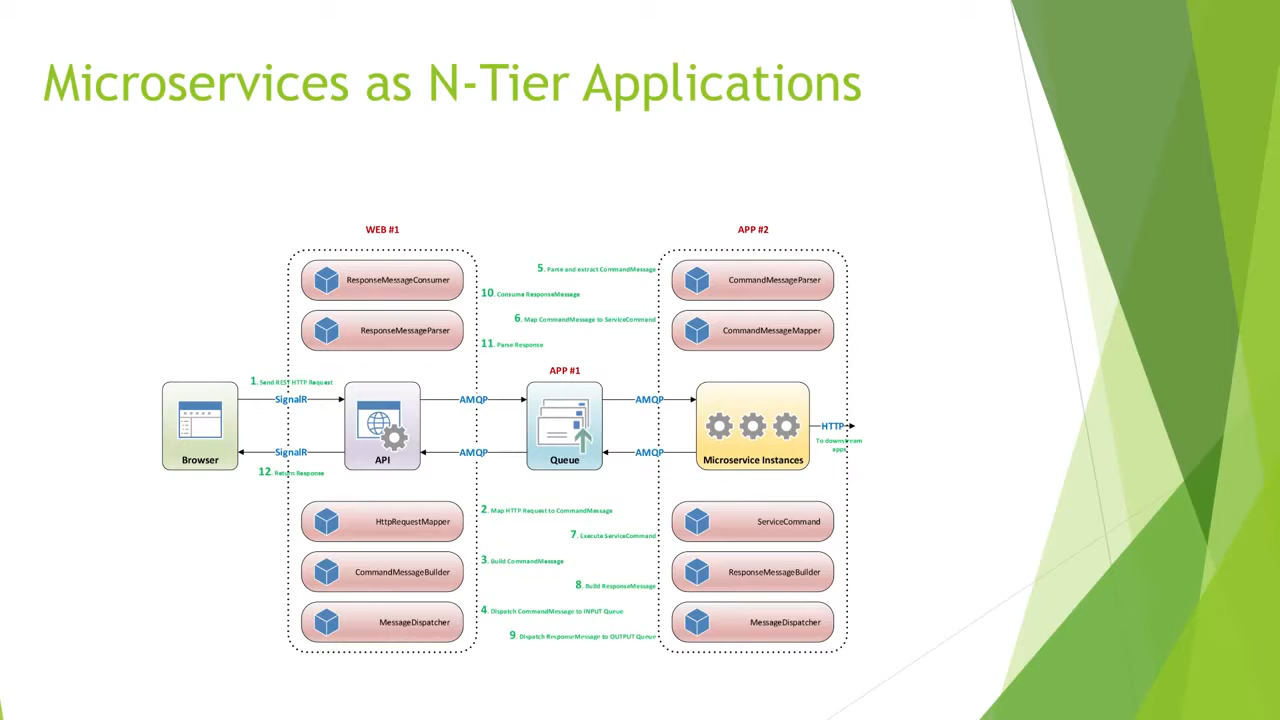 Microservices as N-Tier Applications
WEB #1
APP #2
5. Parse and extract CommandMessage
ResponseMessageConsumer
CommandMessageParser
10. Consume ResponseMessage
6. Map CommandMessage to ServiceCommand
ResponseMessageParser
CommandMessageMapper
11. Parse Response
APP #1
1. Send REST HTTP Request
SignalR
AMQP
AMQP
HTTP
To downstream
apps
SignalR
AMQP
AMQP
Browser
API
Queue
Microservice Instances
12. Return Response
2. Map HTTP Request to CommandMessage
HttpRequestMapper
ServiceCommand
7. Execute ServiceCommand
3. Build CommandMessage
CommandMessageBuilder
ResponseMessageBuilder
8. Build ResponseMessage
4. Dispatch CommandMessage to INPUT Queue
MessageDispatcher
MessageDispatcher
9. Dispatch ResponseMessage to OUTPUT Queue